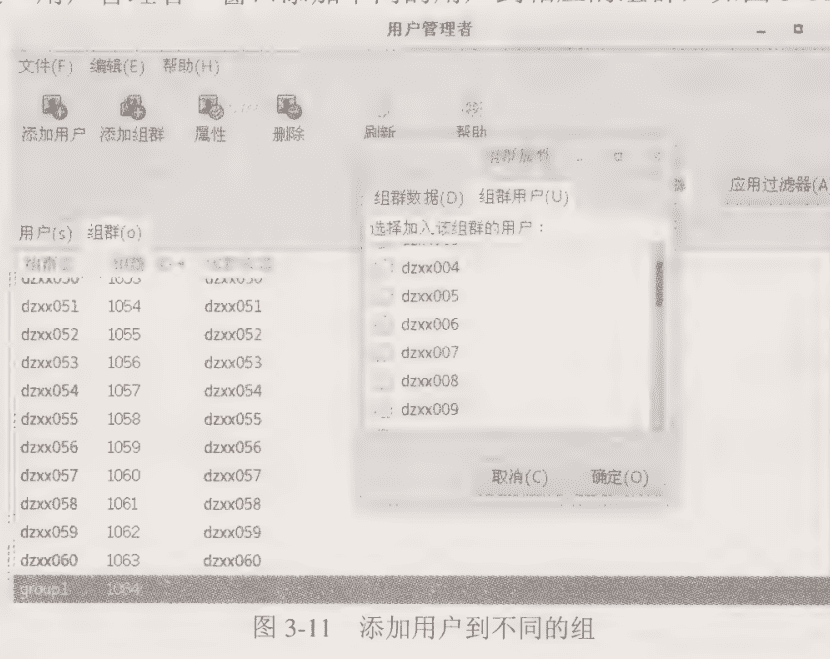 用户管理者
文件(F) 编辑(E) 帮助(H)
添加用户 添加组群 属性 删除 刷新 帮助
应用过滤器(A
组群数据(D) 组群用户(U)
选择加入该组群的用户：
dzxx004
dzxx005
dzxx006
dzxx007
dzxx008
dzxx009
取消(C) 确定(O)
用户(s) 组群(o)
dzxx050 1053 dzxx050
dzxx051 1054 dzxx051
dzxx052 1055 dzxx052
dzxx053 1056 dzxx053
dzxx054 1057 dzxx054
dzxx055 1058 dzxx055
dzxx056 1059 dzxx056
dzxx057 1060 dzxx057
dzxx058 1061 dzxx058
dzxx059 1062 dzxx059
dzxx060 1063 dzxx060
group1 1064
图 3-11 添加用户到不同的组